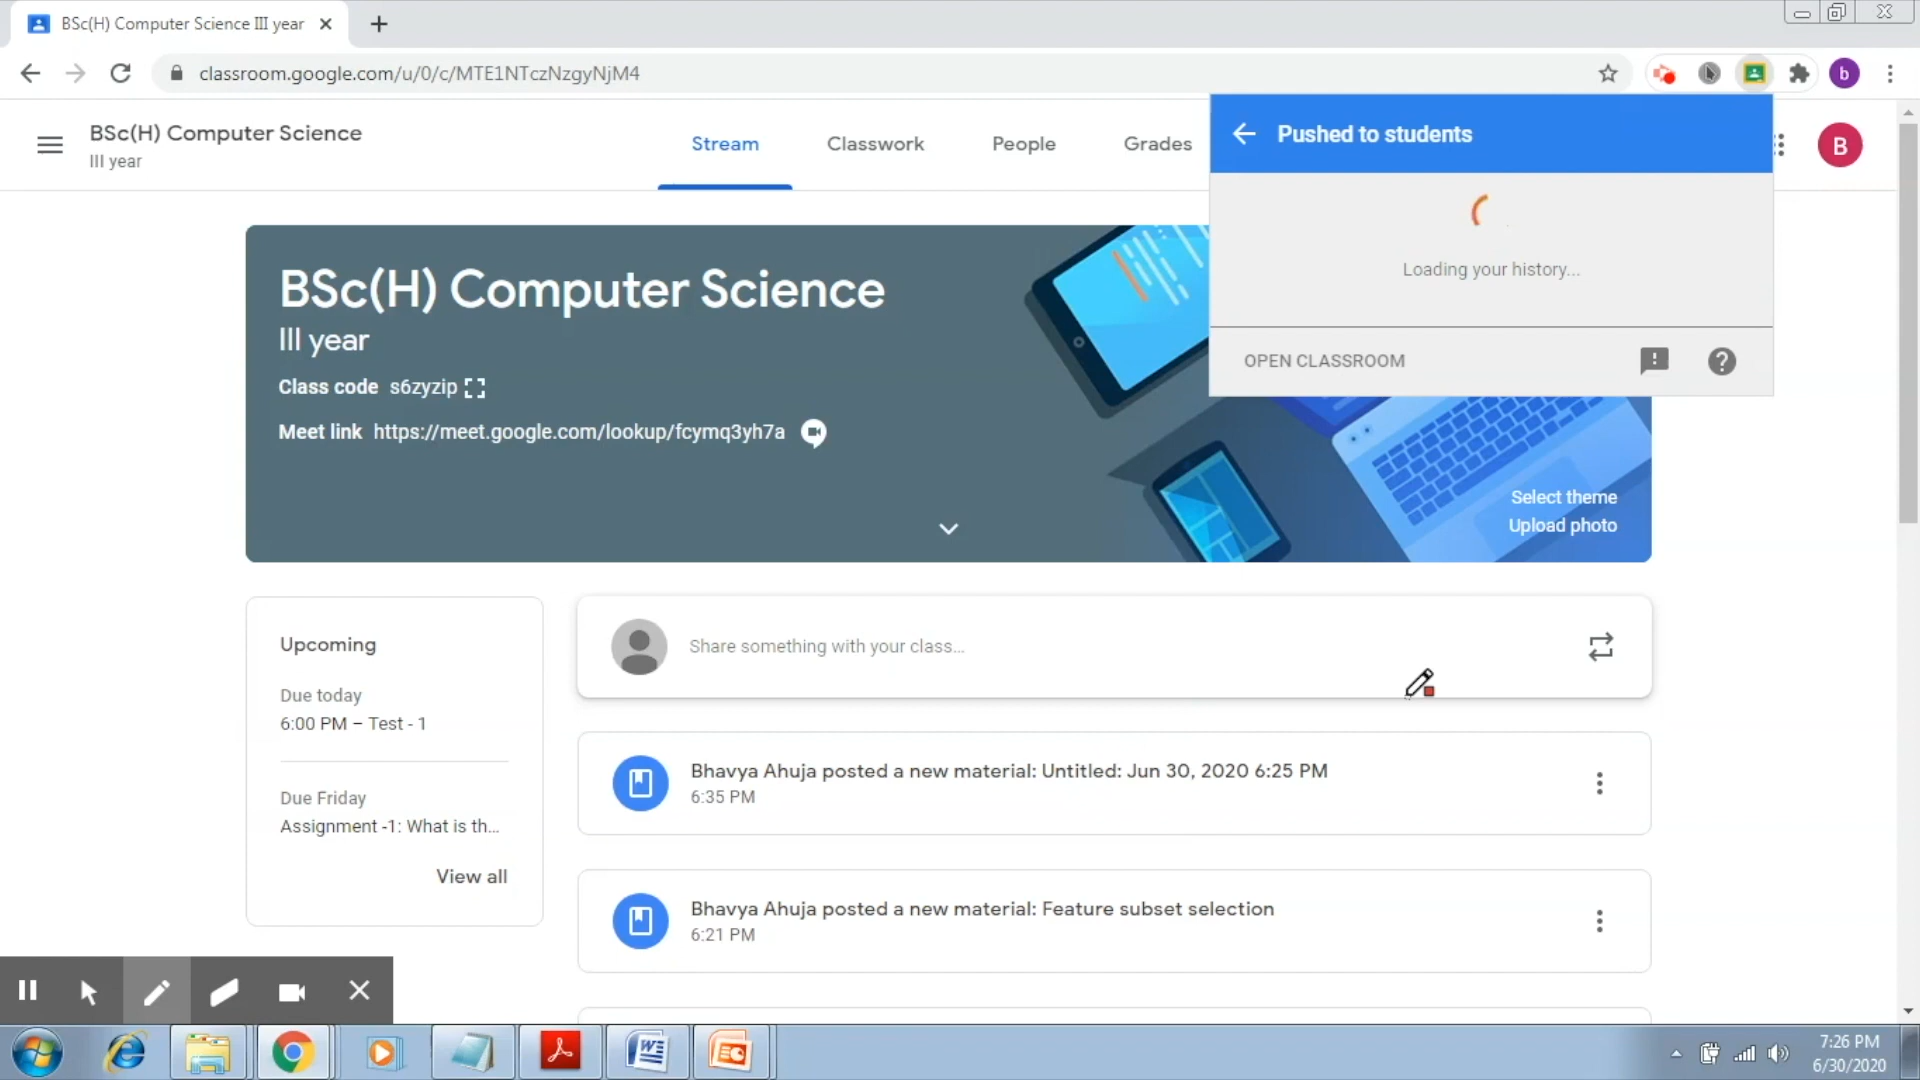 BSc(H) Computer Science III year
classroom.google.com/u/0/c/MTE1NTczNzgyNjM4
b
BSc(H) Computer Science
III year
Stream
Classwork
People
Grades
Pushed to students
B
Loading your history...
OPEN CLASSROOM
BSc(H) Computer Science
III year
Class code s6zyzip
Meet link https://meet.google.com/lookup/fcymq3yh7a
Select theme
Upload photo
Upcoming
Due today
6:00 PM – Test - 1
Due Friday
Assignment -1: What is th...
View all
Share something with your class...
Bhavya Ahuja posted a new material: Untitled: Jun 30, 2020 6:25 PM
6:35 PM
Bhavya Ahuja posted a new material: Feature subset selection
6:21 PM
7:26 PM
6/30/2020